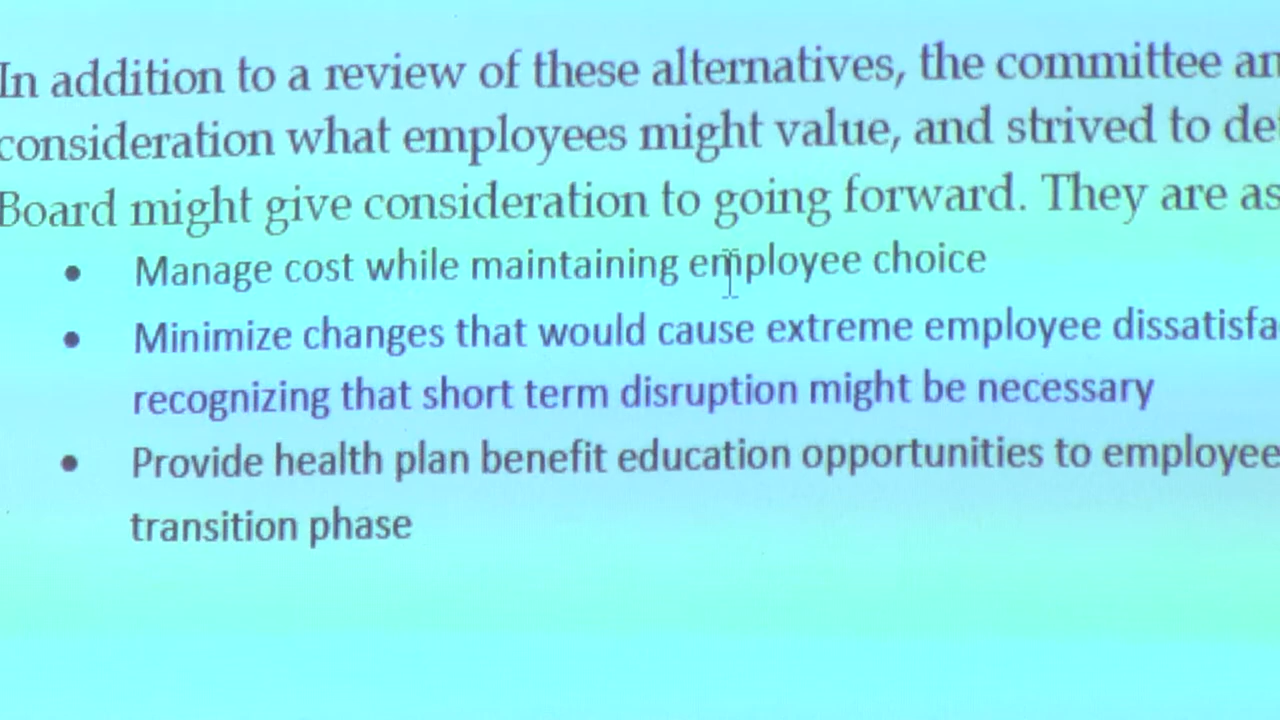 In addition to a review of these alternatives, the committee an
consideration what employees might value, and strived to de
Board might give consideration to going forward. They are as
• Manage cost while maintaining employee choice
• Minimize changes that would cause extreme employee dissatisfa
recognizing that short term disruption might be necessary
• Provide health plan benefit education opportunities to employee
transition phase